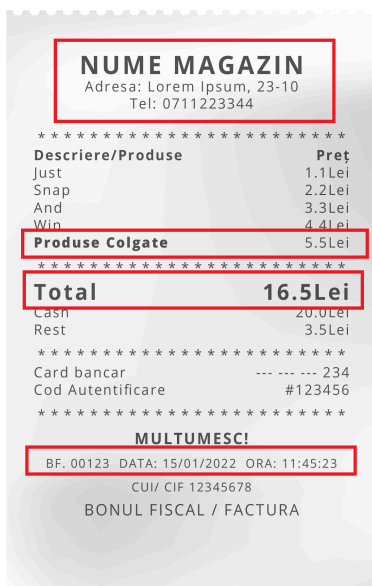 NUME MAGAZIN
Adresa: Lorem Ipsum, 23-10
Tel: 0711223344
* * * * * * * * * * * * * * * * * * * * * * * *
Descriere/Produse Preț
Just 1.1Lei
Snap 2.2Lei
And 3.3Lei
Win 4.4Lei
Produse Colgate 5.5Lei
* * * * * * * * * * * * * * * * * * * * * * * *
Total 16.5Lei
Cash 20.0Lei
Rest 3.5Lei
* * * * * * * * * * * * * * * * * * * * * * * *
Card bancar --- --- --- 234
Cod Autentificare #123456
* * * * * * * * * * * * * * * * * * * * * * * *
MULTUMESC!
BF. 00123 DATA: 15/01/2022 ORA: 11:45:23
CUI/ CIF 12345678
BONUL FISCAL / FACTURA